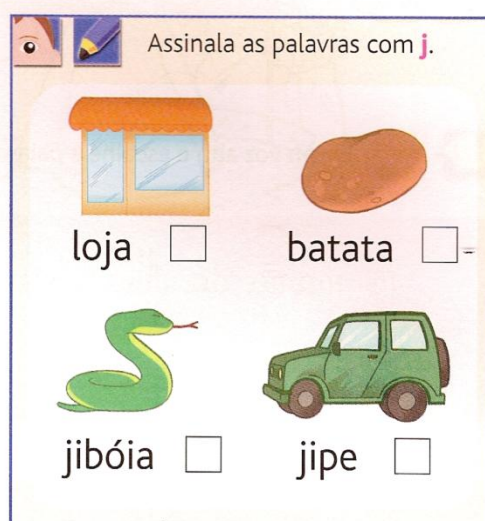 Assinala as palavras com j.
loja
batata
jibóia
jipe